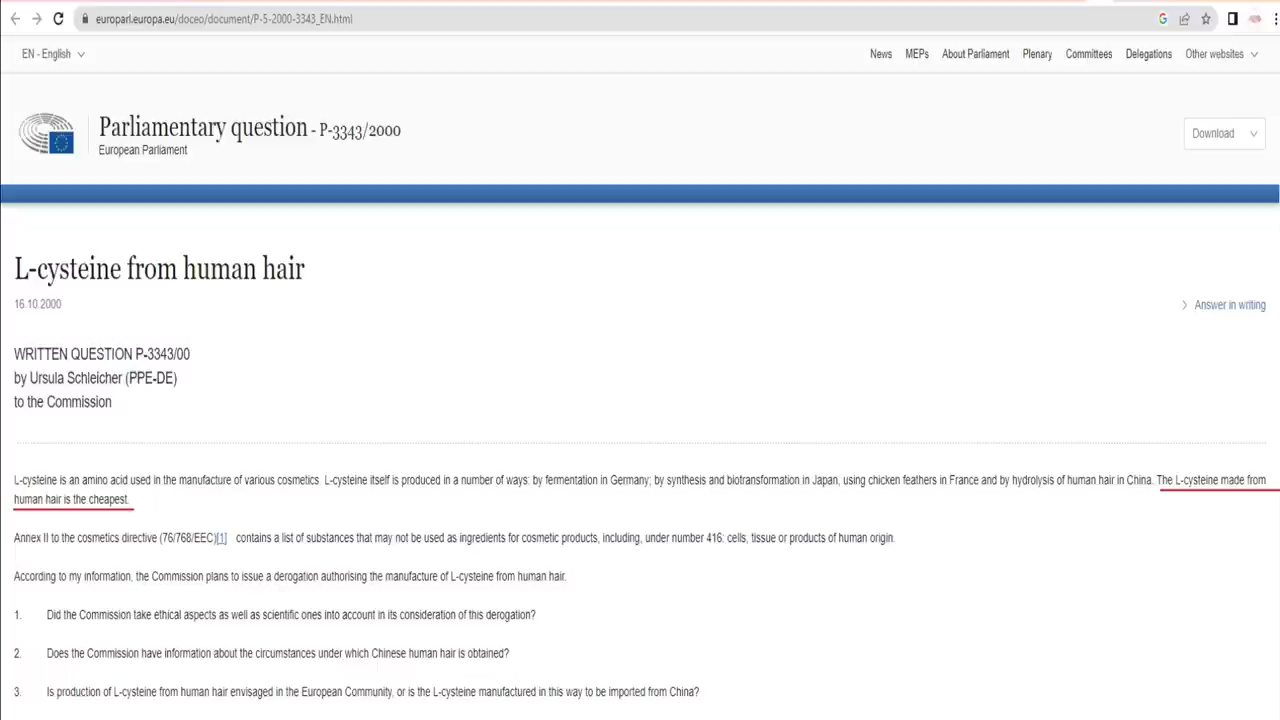 europarl.europa.eu/doceo/document/P-5-2000-3343_EN.html
EN - English
News MEPs About Parliament Plenary Committees Delegations Other websites
Parliamentary question - P-3343/2000
European Parliament
Download
L-cysteine from human hair
16.10.2000
Answer in writing
WRITTEN QUESTION P-3343/00
by Ursula Schleicher (PPE-DE)
to the Commission
L-cysteine is an amino acid used in the manufacture of various cosmetics L-cysteine itself is produced in a number of ways: by fermentation in Germany; by synthesis and biotransformation in Japan, using chicken feathers in France and by hydrolysis of human hair in China. The L-cysteine made from
human hair is the cheapest.
Annex II to the cosmetics directive (76/768/EEC)[1] contains a list of substances that may not be used as ingredients for cosmetic products, including, under number 416: cells, tissue or products of human origin.
According to my information, the Commission plans to issue a derogation authorising the manufacture of L-cysteine from human hair.
1. Did the Commission take ethical aspects as well as scientific ones into account in its consideration of this derogation?
2. Does the Commission have information about the circumstances under which Chinese human hair is obtained?
3. Is production of L-cysteine from human hair envisaged in the European Community, or is the L-cysteine manufactured in this way to be imported from China?